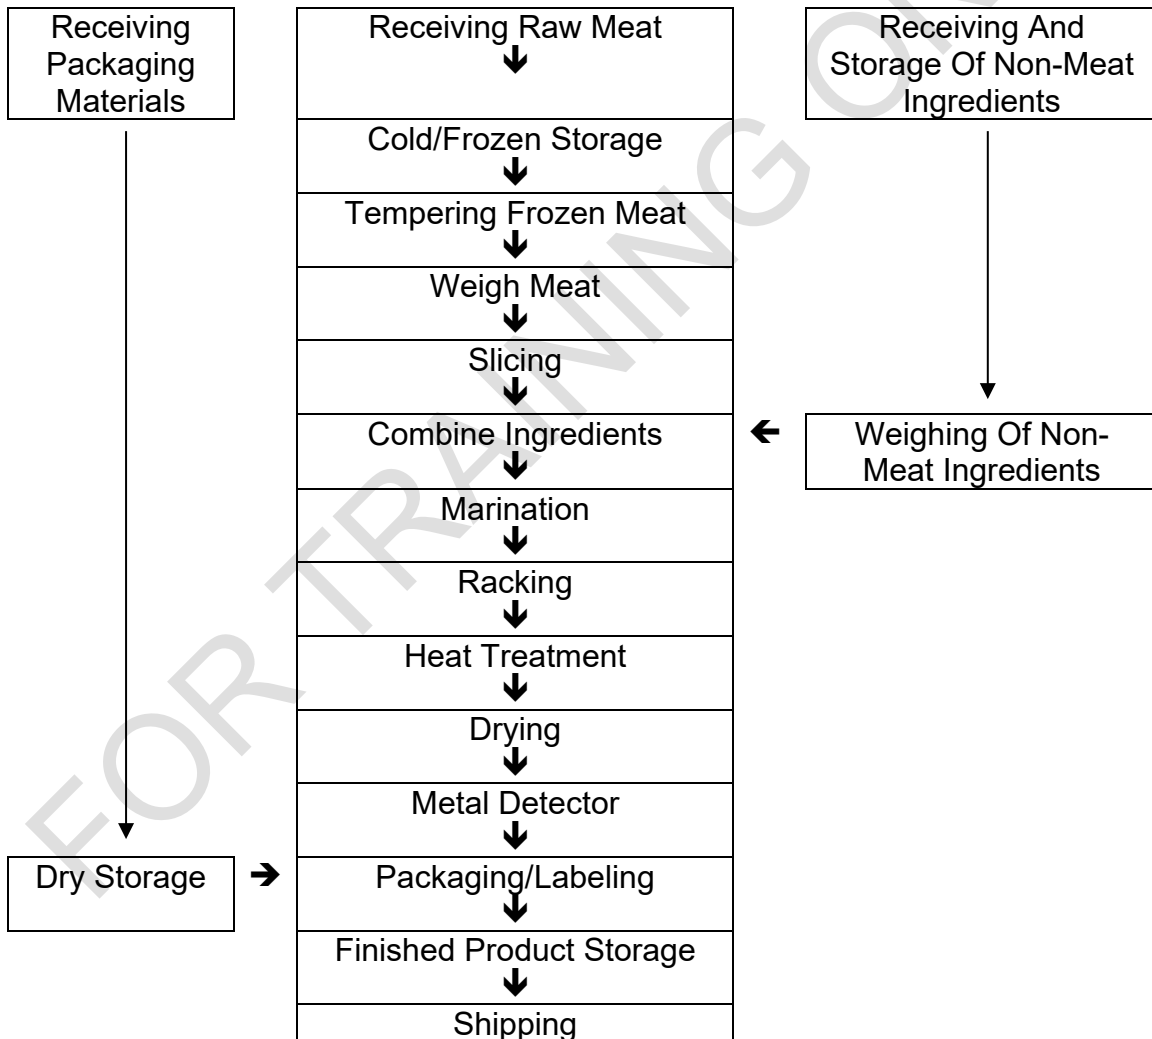 Receiving
Packaging
Materials
Receiving Raw Meat
Receiving And
Storage Of Non-Meat
Ingredients
Cold/Frozen Storage
Tempering Frozen Meat
Weigh Meat
Slicing
Combine Ingredients
Weighing Of Non-
Meat Ingredients
Marination
Racking
Heat Treatment
Drying
Metal Detector
Dry Storage
Packaging/Labeling
Finished Product Storage
Shipping
FOR TRAINING